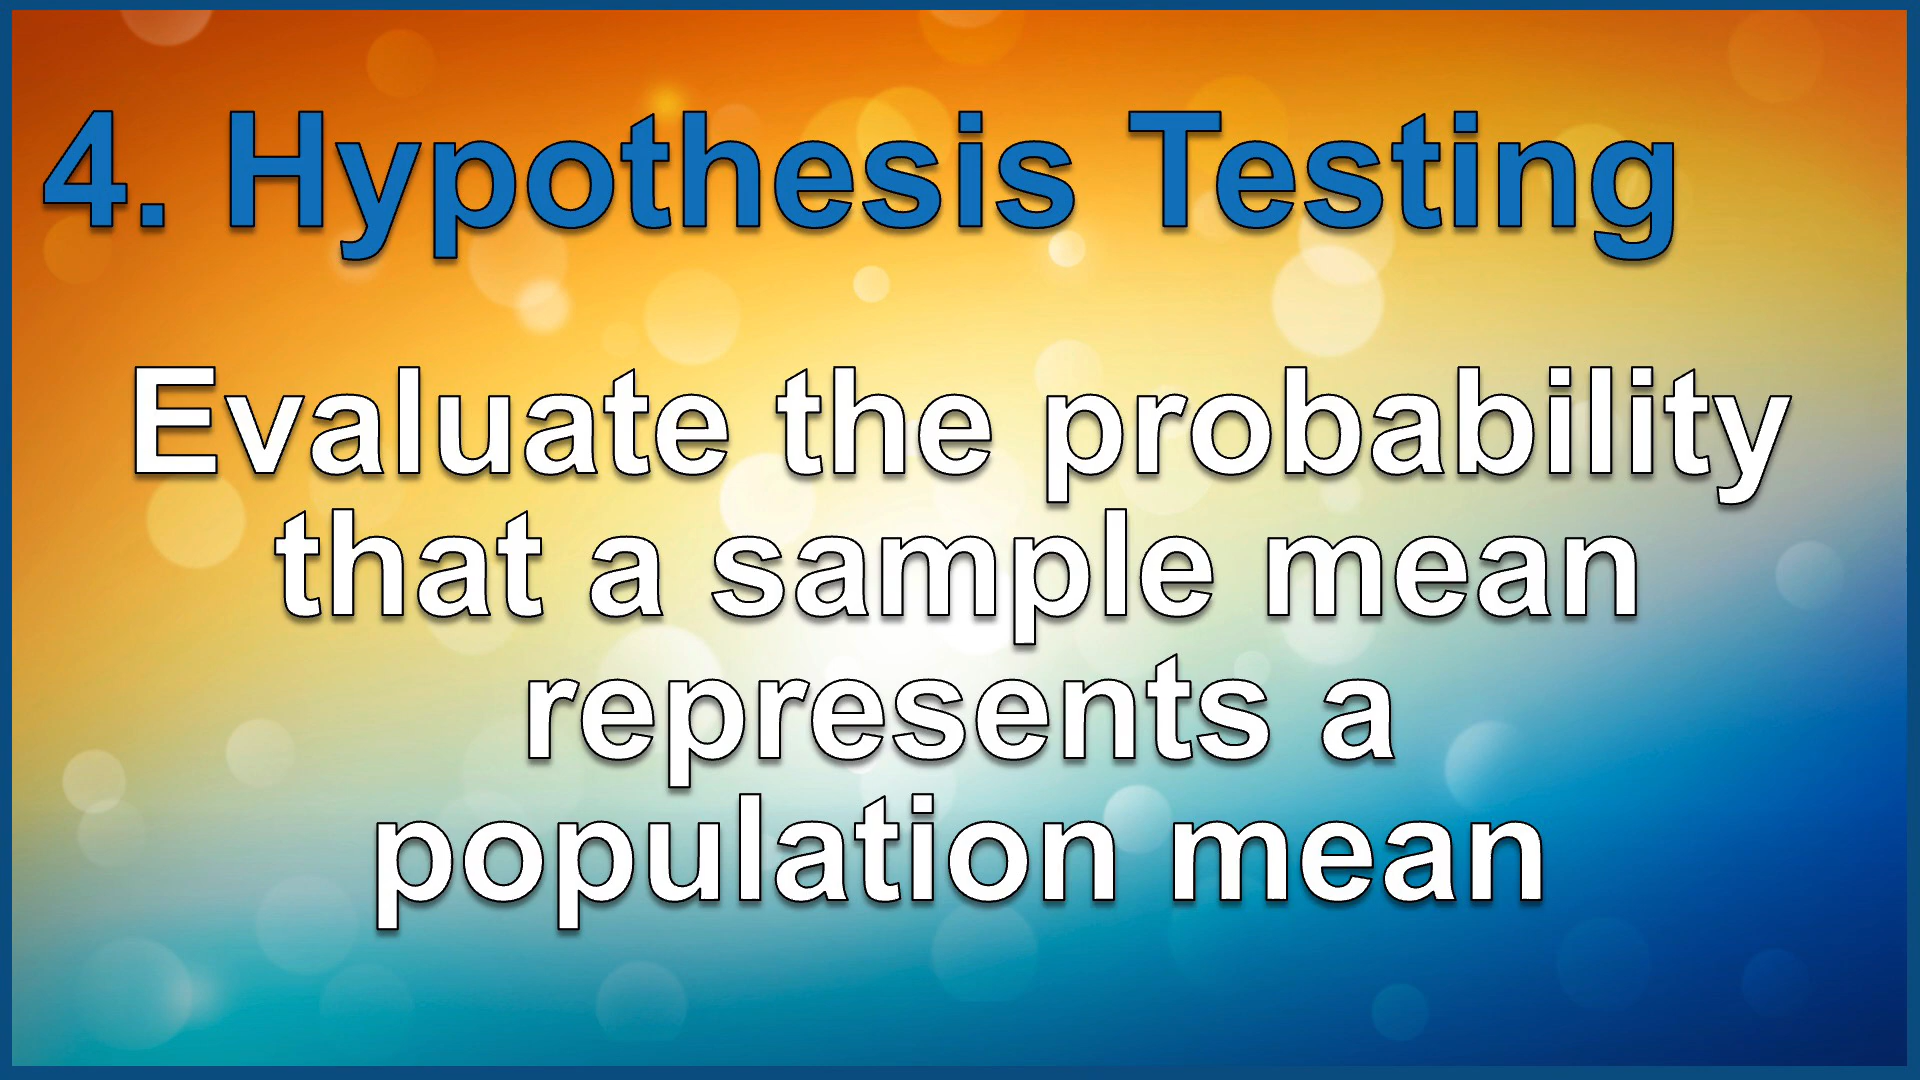 4. Hypothesis Testing
Evaluate the probability
that a sample mean
represents a
population mean